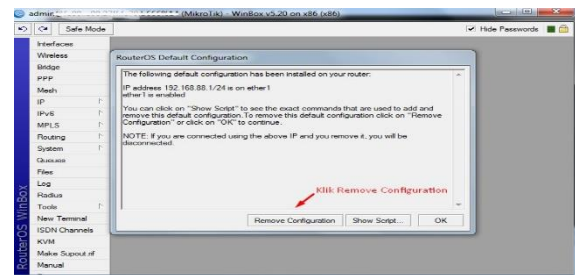 (MikroTik) - WinBox v5.20 on x86 (x86)
Safe Mode
Hide Passwords
Interfaces
Wireless
Bridge
PPP
Mesh
IP
IPv6
MPLS
Routing
System
Queues
Files
Log
Radius
Tools
New Terminal
ISDN Channels
KVM
Make Supout.rif
Manual
RouterOS WinBox
RouterOS Default Configuration
The following default configuration has been installed on your router:
IP address 192.168.88.1/24 is on ether1
ether1 is enabled
You can click on "Show Script" to see the exact commands that are used to add and
remove this default configuration. To remove this default configuration click on "Remove
Configuration" or click on "OK" to continue.
NOTE: If you are connected using the above IP and you remove it, you will be
disconnected.
Klik Remove Configuration
Remove Configuration
Show Script...
OK